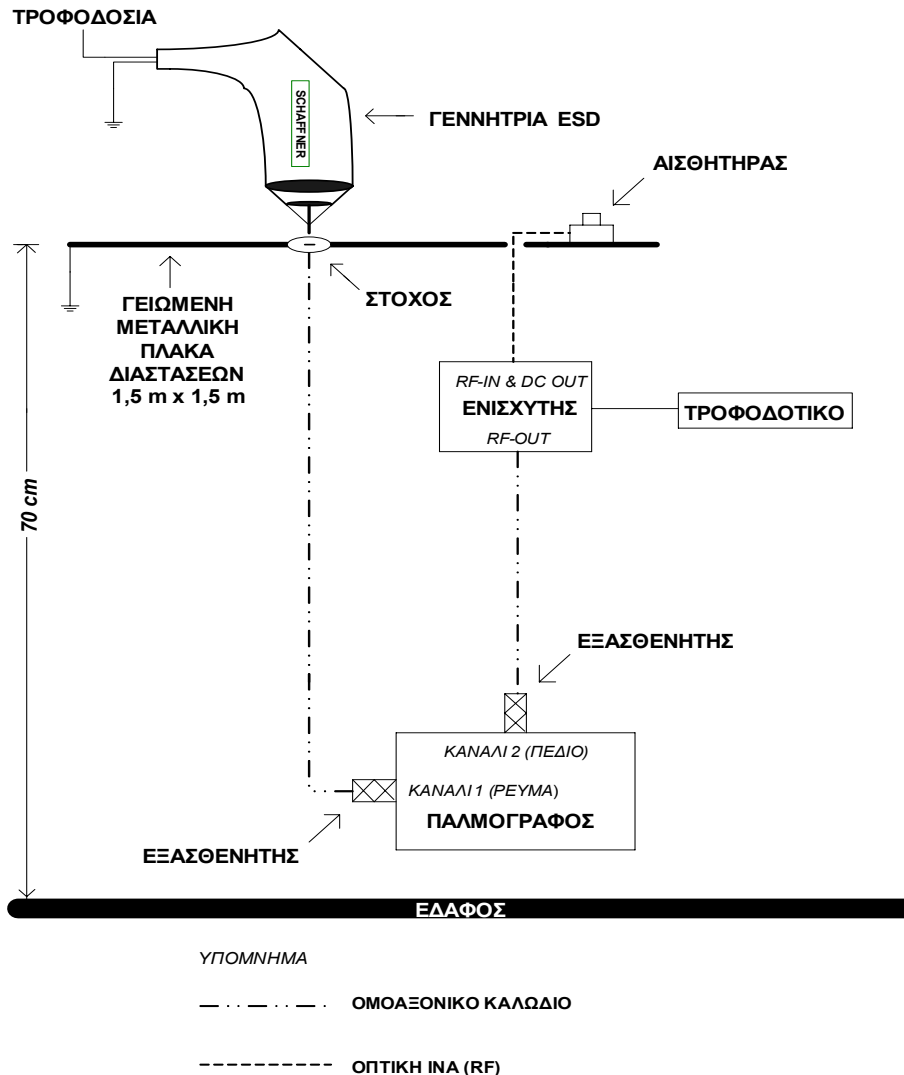 ΤΡΟΦΟΔΟΣΙΑ
SCHAFFNER
ΓΕΝΝΗΤΡΙΑ ESD
ΑΙΣΘΗΤΗΡΑΣ
ΣΤΟΧΟΣ
ΓΕΙΩΜΕΝΗ
ΜΕΤΑΛΛΙΚΗ
ΠΛΑΚΑ
ΔΙΑΣΤΑΣΕΩΝ
1,5 m x 1,5 m
RF-IN & DC OUT
ΕΝΙΣΧΥΤΗΣ
RF-OUT
ΤΡΟΦΟΔΟΤΙΚΟ
70 cm
ΕΞΑΣΘΕΝΗΤΗΣ
ΚΑΝΑΛΙ 2 (ΠΕΔΙΟ)
ΚΑΝΑΛΙ 1 (ΡΕΥΜΑ)
ΠΑΛΜΟΓΡΑΦΟΣ
ΕΞΑΣΘΕΝΗΤΗΣ
ΕΔΑΦΟΣ
ΥΠΟΜΝΗΜΑ
ΟΜΟΑΞΟΝΙΚΟ ΚΑΛΩΔΙΟ
ΟΠΤΙΚΗ ΙΝΑ (RF)